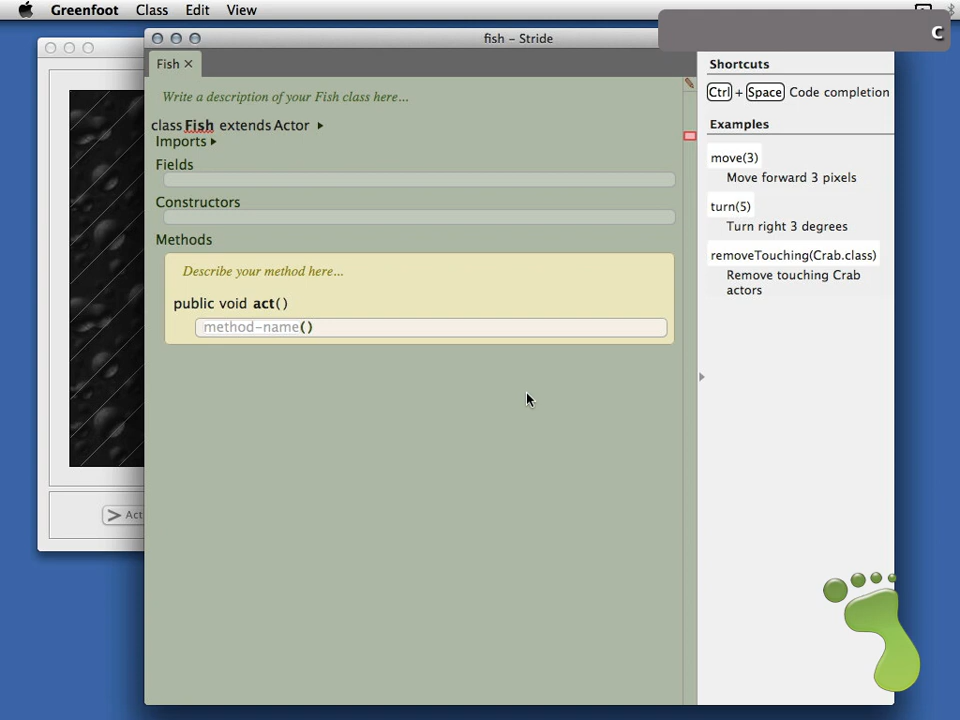 Greenfoot Class Edit View
c
fish – Stride
Fish ✕
Write a description of your Fish class here...
class Fish extends Actor
Imports
Fields
Constructors
Methods
Describe your method here...
public void act()
method-name()
Act
Shortcuts
Ctrl + Space Code completion
Examples
move(3)
Move forward 3 pixels
turn(5)
Turn right 3 degrees
removeTouching(Crab.class)
Remove touching Crab
actors